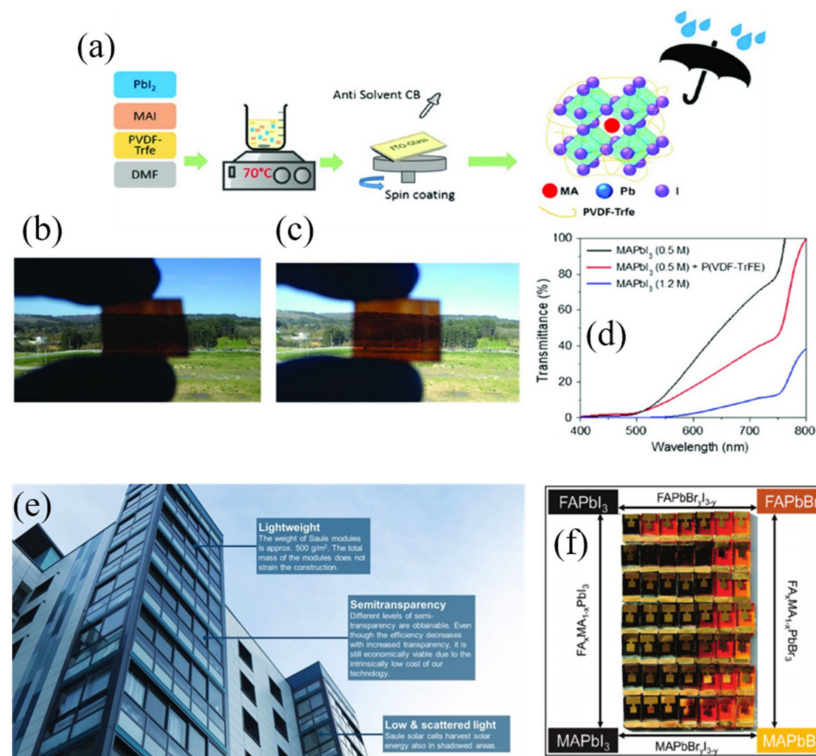 (a)
PbI₂
MAI
PVDF-Trfe
DMF
70°C
Anti Solvent CB
FTO-Glass
Spin coating
MA Pb I
PVDF-Trfe
(b)
(c)
(d)
MAPbI₃ (0.5 M)
MAPbI₃ (0.5 M) + P(VDF-TrFE)
MAPbI₃ (1.2 M)
Transmittance (%)
100
80
60
40
20
0
400 500 600 700 800
Wavelength (nm)
(e)
Lightweight
The weight of Saule modules
is approx. 500 g/m². The total
mass of the modules does not
strain the construction.
Semitransparency
Different levels of semi-
transparency are obtainable. Even
though the efficiency decreases
with increased transparency, it is
still economically viable due to the
intrinsically low cost of our
technology.
Low & scattered light
Saule solar cells harvest solar
energy also in shadowed areas.
(f)
FAPbI₃
FAPbBrᵧI₃₋ᵧ
FAPbBr
FAₓMA₁₋ₓPbI₃
FAₓMA₁₋ₓPbBr₃
MAPbI₃
MAPbBrᵧI₃₋ᵧ
MAPbB